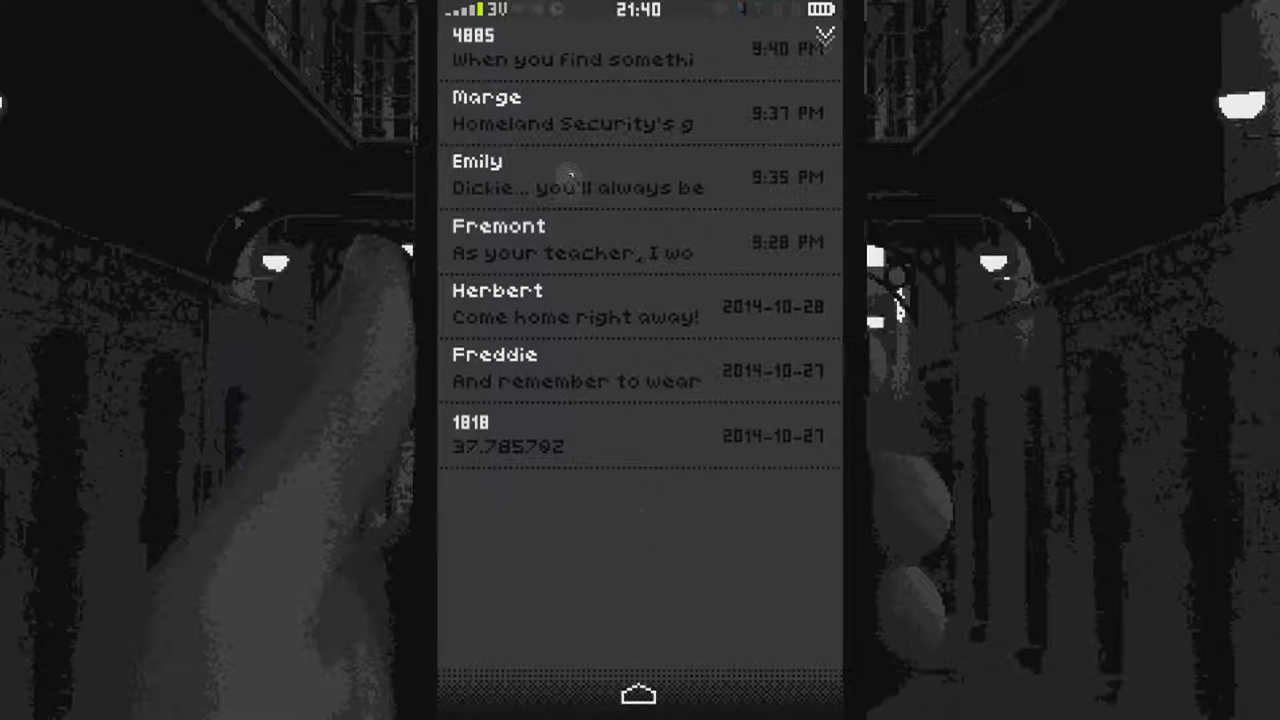 3V 21:40
4885
When you find somethi 9:40 PM
Marge
Homeland Security's g 9:37 PM
Emily
Dickie... you'll always be 9:35 PM
Fremont
As your teacher, I wo 9:28 PM
Herbert
Come home right away! 2014-10-28
Freddie
And remember to wear 2014-10-27
1818
37.785702 2014-10-27